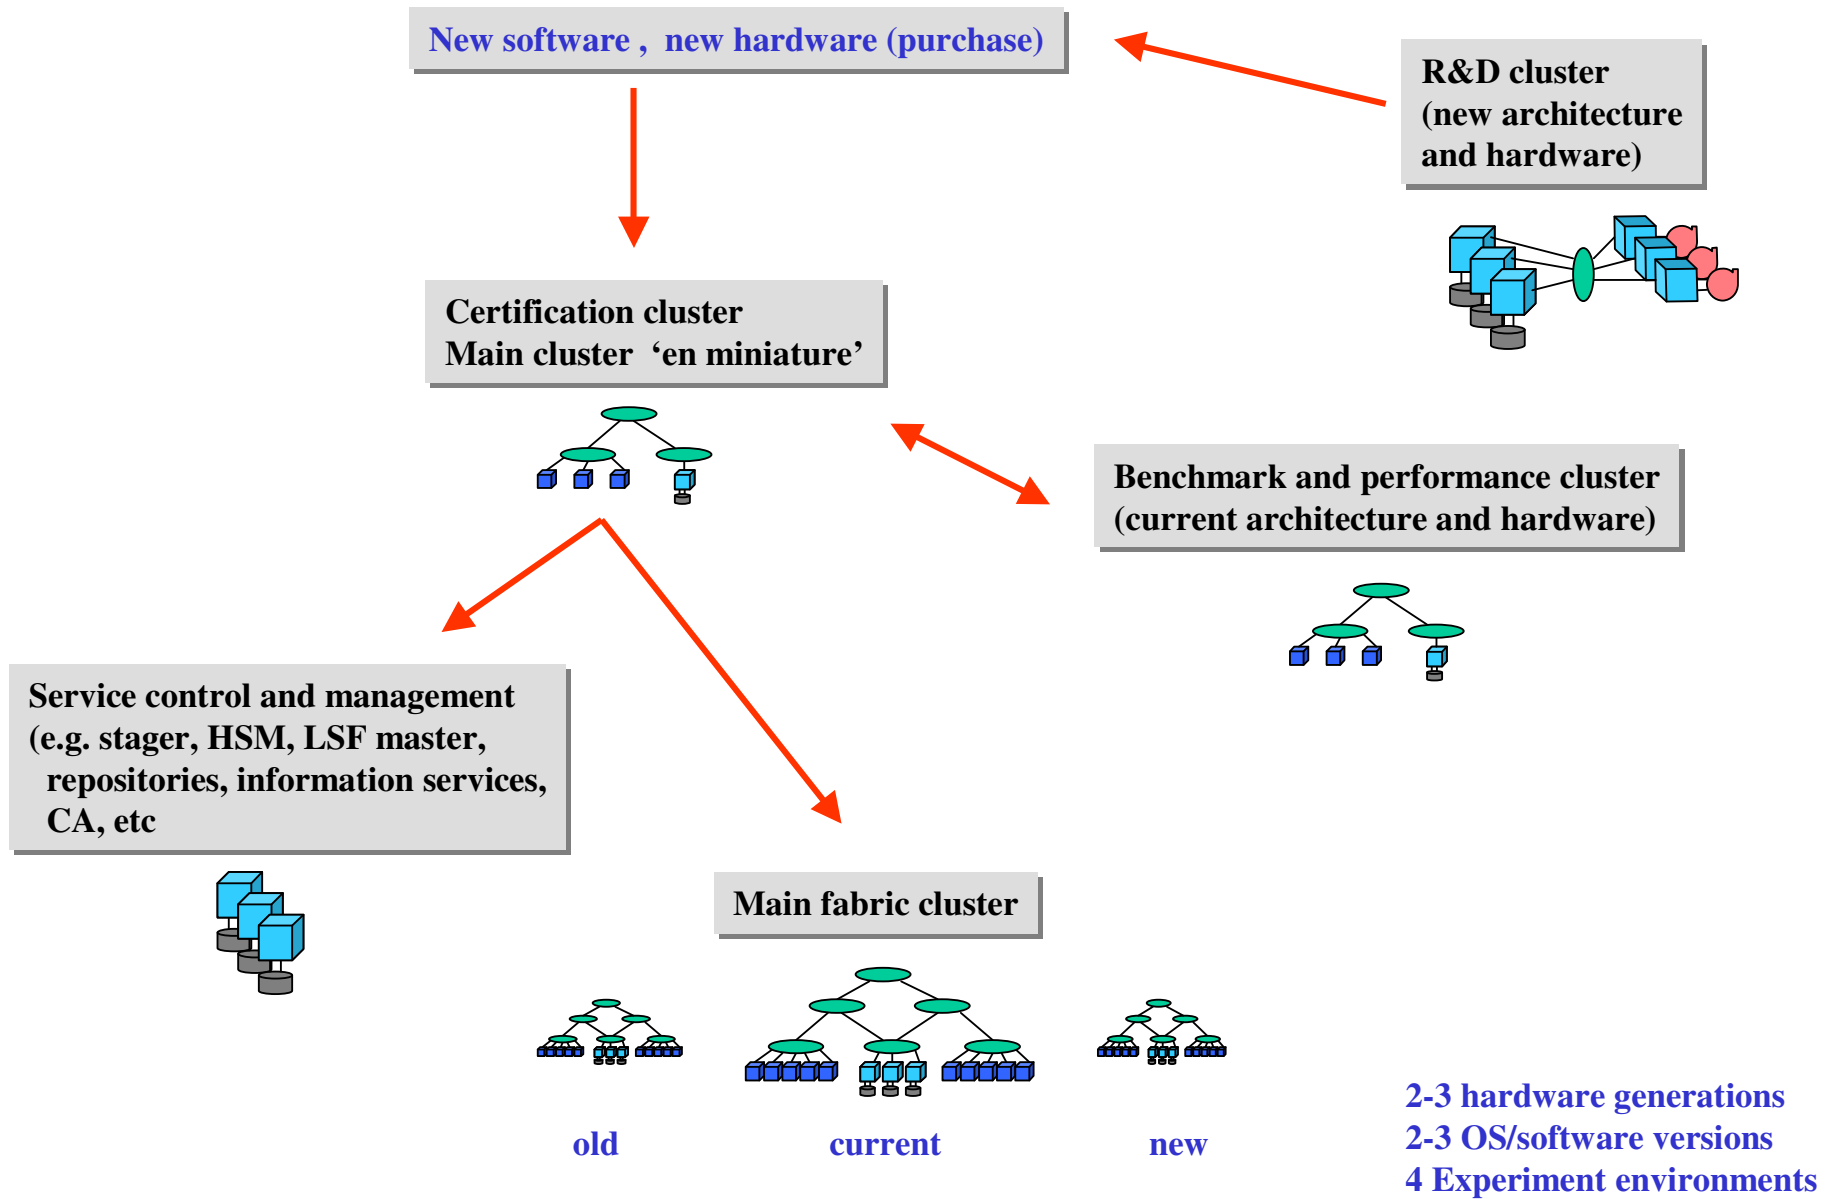 New software ,  new hardware (purchase)
R&D cluster
(new architecture
and hardware)
Certification cluster
Main cluster  ‘en miniature’
Benchmark and performance cluster
(current architecture and hardware)
Service control and management
(e.g. stager, HSM, LSF master,
repositories, information services,
CA, etc
Main fabric cluster
old
current
new
2-3 hardware generations
2-3 OS/software versions
4 Experiment environments